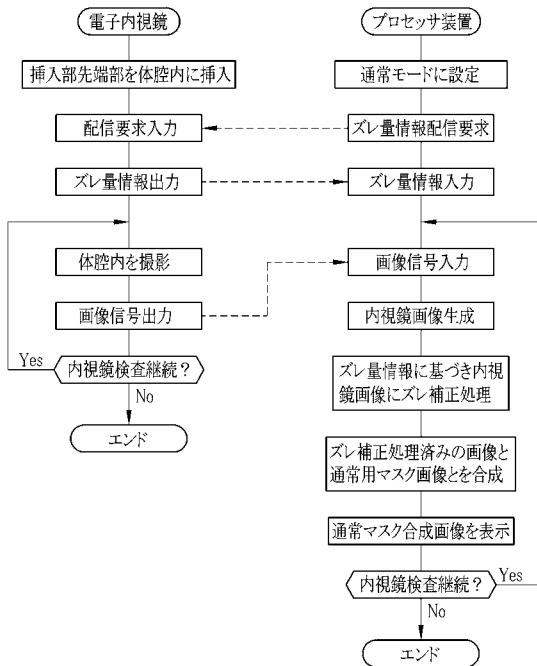 電子内視鏡
挿入部先端部を体腔内に挿入
配信要求入力
ズレ量情報出力
体腔内を撮影
画像信号出力
Yes
内視鏡検査継続？
No
エンド
プロセッサ装置
通常モードに設定
ズレ量情報配信要求
ズレ量情報入力
画像信号入力
内視鏡画像生成
ズレ量情報に基づき内視
鏡画像にズレ補正処理
ズレ補正処理済みの画像と
通常用マスク画像とを合成
通常マスク合成画像を表示
内視鏡検査継続？
Yes
No
エンド